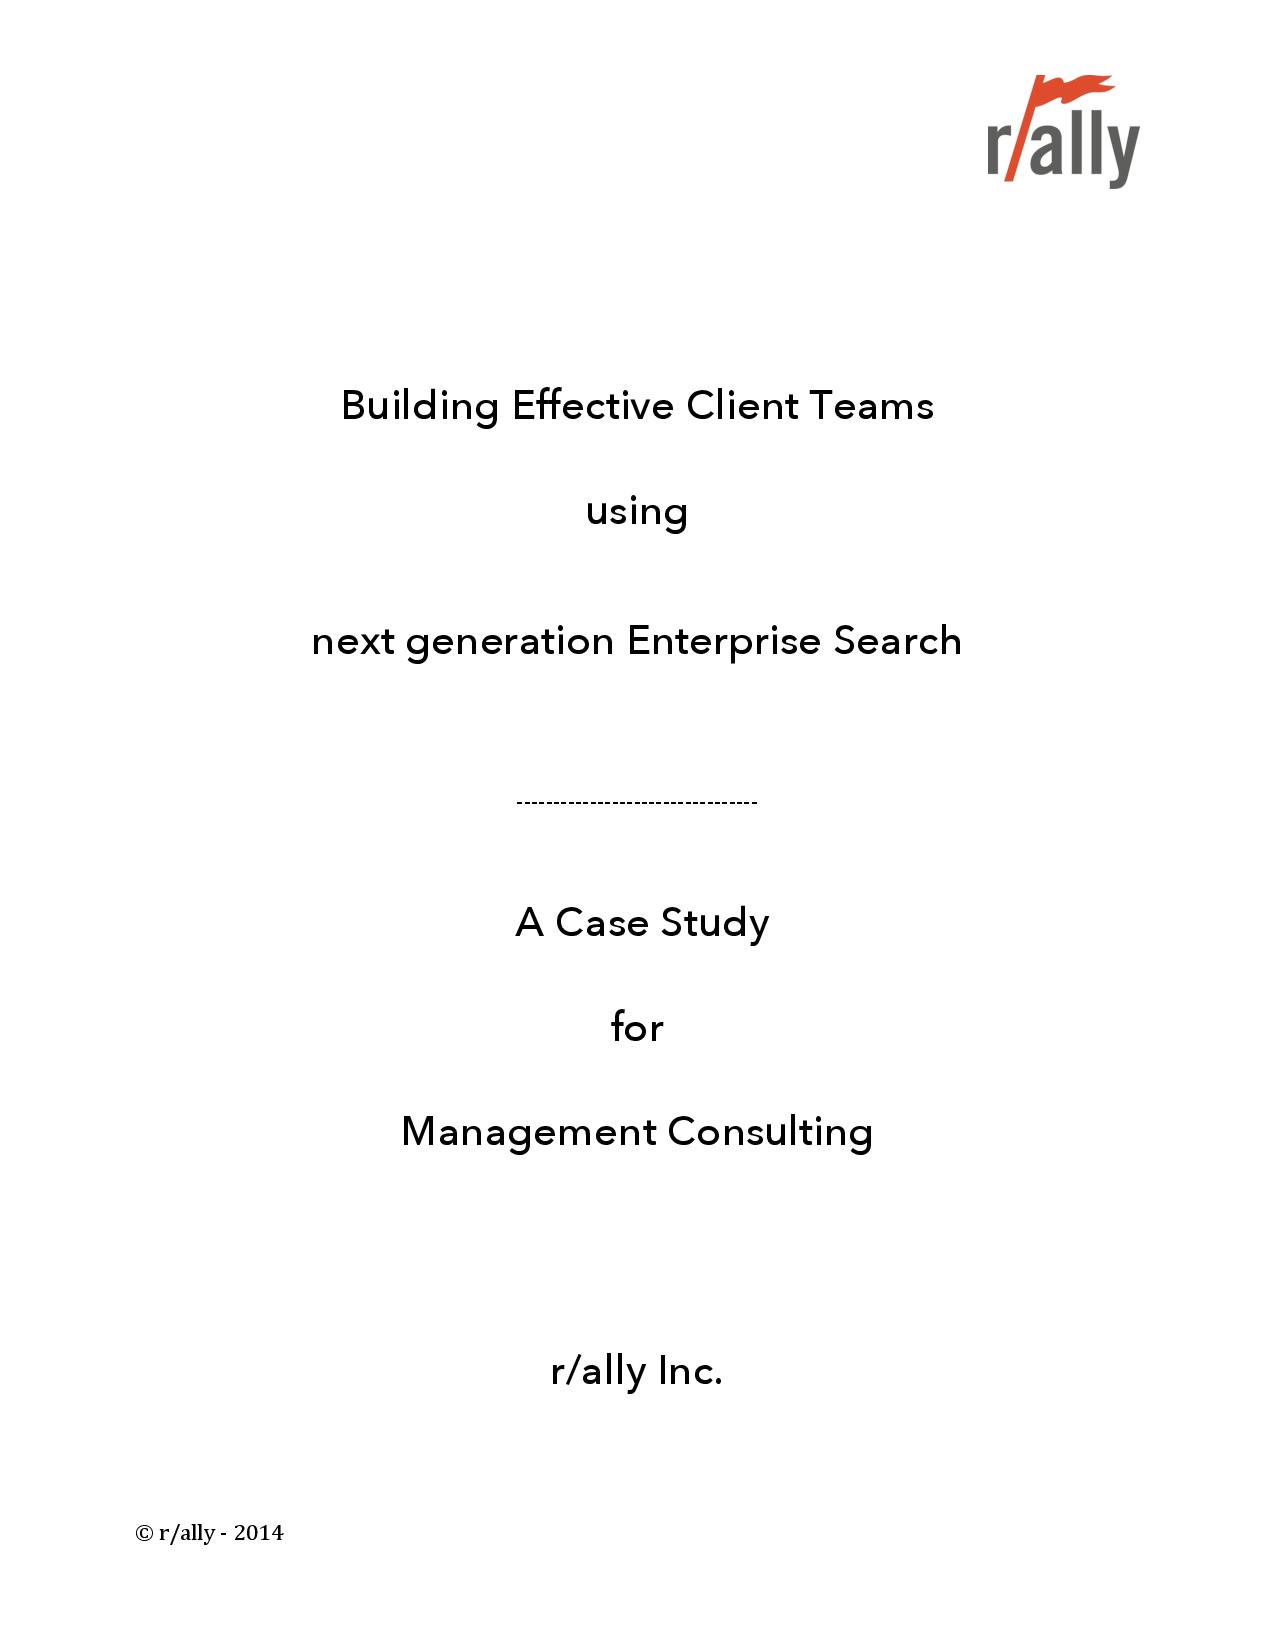 r/ally
Building Effective Client Teams
using
next generation Enterprise Search
---------------------------------
A Case Study
for
Management Consulting
r/ally Inc.
© r/ally - 2014